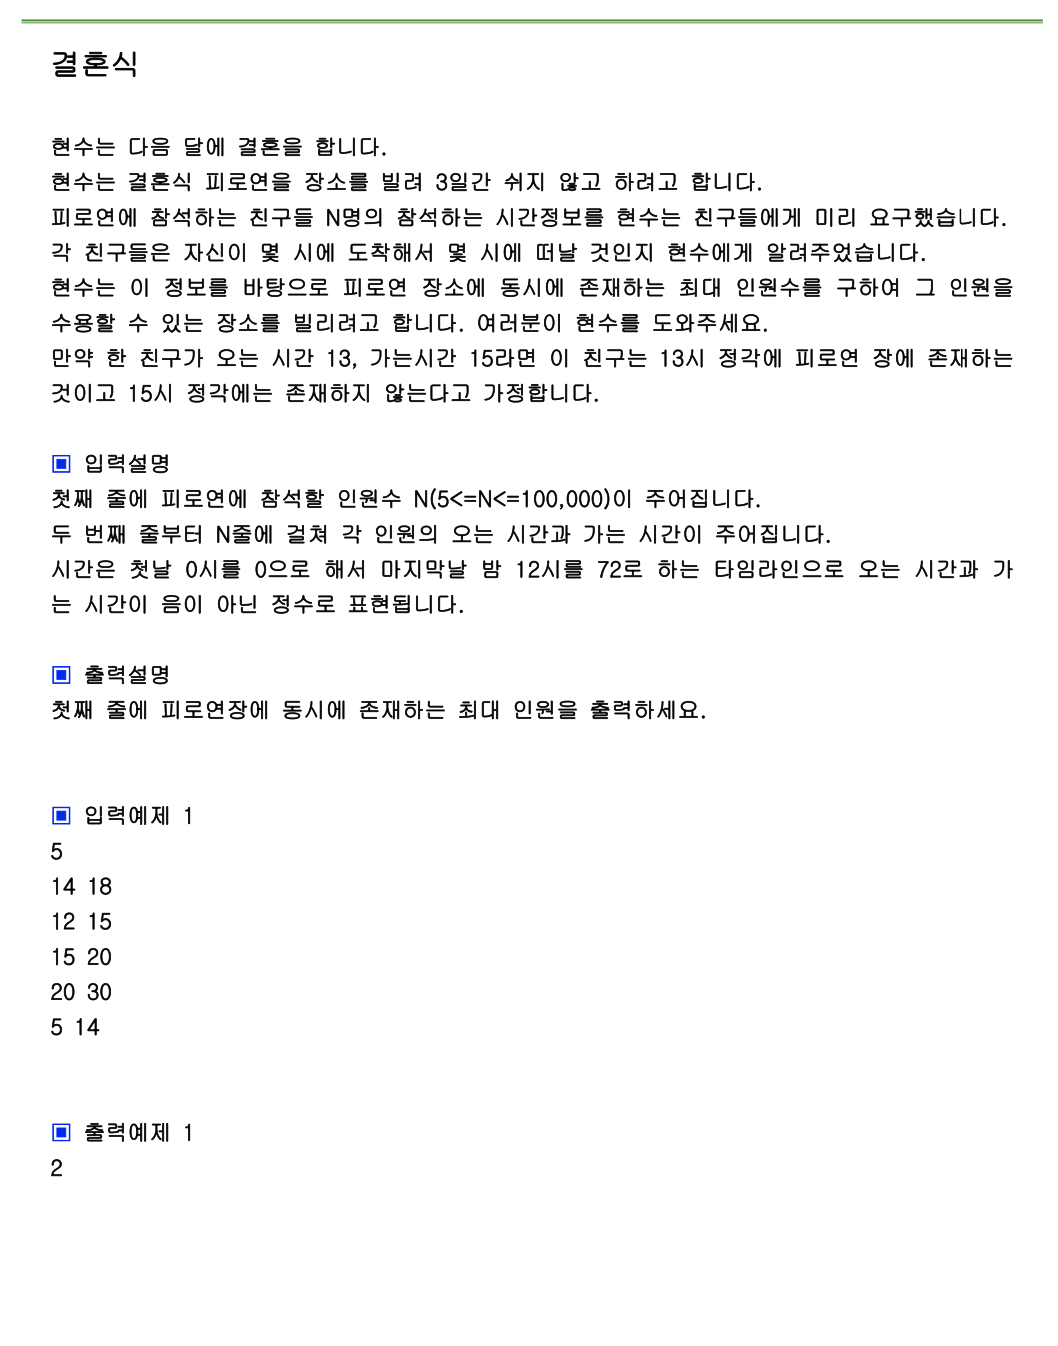 결혼식
현수는 다음 달에 결혼을 합니다.
현수는 결혼식 피로연을 장소를 빌려 3일간 쉬지 않고 하려고 합니다.
피로연에 참석하는 친구들 N명의 참석하는 시간정보를 현수는 친구들에게 미리 요구했습니다.
각 친구들은 자신이 몇 시에 도착해서 몇 시에 떠날 것인지 현수에게 알려주었습니다.
현수는 이 정보를 바탕으로 피로연 장소에 동시에 존재하는 최대 인원수를 구하여 그 인원을
수용할 수 있는 장소를 빌리려고 합니다. 여러분이 현수를 도와주세요.
만약 한 친구가 오는 시간 13, 가는시간 15라면 이 친구는 13시 정각에 피로연 장에 존재하는
것이고 15시 정각에는 존재하지 않는다고 가정합니다.
▣ 입력설명
첫째 줄에 피로연에 참석할 인원수 N(5<=N<=100,000)이 주어집니다.
두 번째 줄부터 N줄에 걸쳐 각 인원의 오는 시간과 가는 시간이 주어집니다.
시간은 첫날 0시를 0으로 해서 마지막날 밤 12시를 72로 하는 타임라인으로 오는 시간과 가
는 시간이 음이 아닌 정수로 표현됩니다.
▣ 출력설명
첫째 줄에 피로연장에 동시에 존재하는 최대 인원을 출력하세요.
▣ 입력예제 1
5
14 18
12 15
15 20
20 30
5 14
▣ 출력예제 1
2